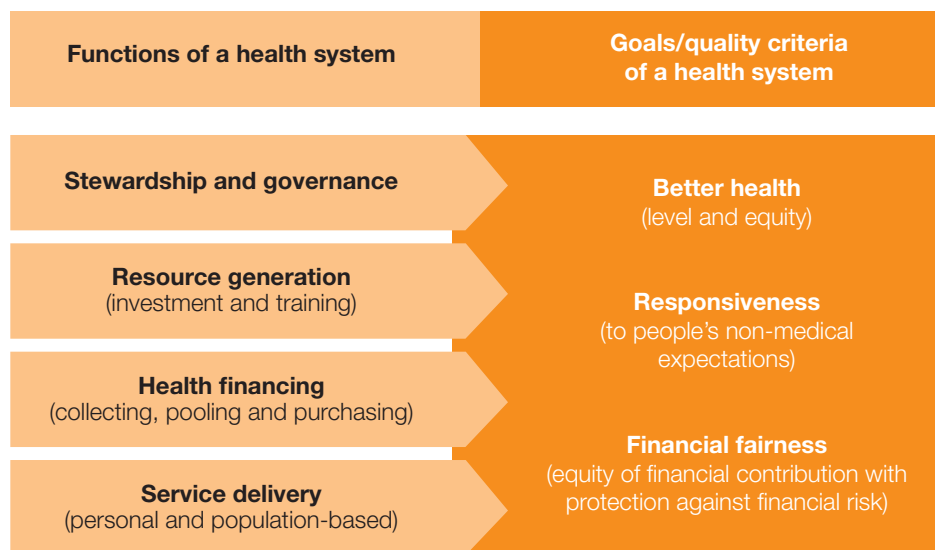 Functions of a health system
Goals/quality criteria
of a health system
Stewardship and governance
Resource generation
(investment and training)
Health financing
(collecting, pooling and purchasing)
Service delivery
(personal and population-based)
Better health
(level and equity)
Responsiveness
(to people’s non-medical
expectations)
Financial fairness
(equity of financial contribution with
protection against financial risk)